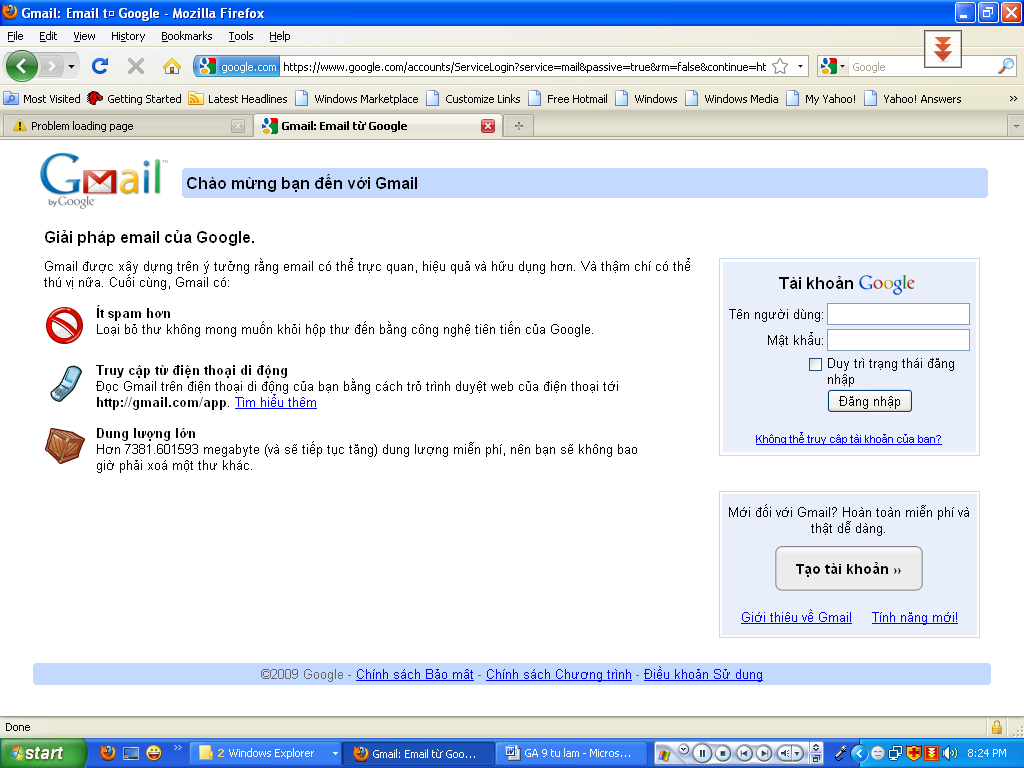 Gmail: Email t¤ Google - Mozilla Firefox
File Edit View History Bookmarks Tools Help
google.com https://www.google.com/accounts/ServiceLogin?service=mail&passive=true&rm=false&continue=ht Google
Most Visited Getting Started Latest Headlines Windows Marketplace Customize Links Free Hotmail Windows Windows Media My Yahoo! Yahoo! Answers »
Problem loading page Gmail: Email từ Google
Gmail by Google ™
Chào mừng bạn đến với Gmail
Giải pháp email của Google.
Gmail được xây dựng trên ý tưởng rằng email có thể trực quan, hiệu quả và hữu dụng hơn. Và thậm chí có thể
thú vị nữa. Cuối cùng, Gmail có:
Ít spam hơn
Loại bỏ thư không mong muốn khỏi hộp thư đến bằng công nghệ tiên tiến của Google.
Truy cập từ điện thoại di động
Đọc Gmail trên điện thoại di động của bạn bằng cách trỏ trình duyệt web của điện thoại tới
http://gmail.com/app. Tìm hiểu thêm
Dung lượng lớn
Hơn 7381.601593 megabyte (và sẽ tiếp tục tăng) dung lượng miễn phí, nên bạn sẽ không bao
giờ phải xoá một thư khác.
Tài khoản Google
Tên người dùng:
Mật khẩu:
Duy trì trạng thái đăng
nhập
Đăng nhập
Không thể truy cập tài khoản của bạn?
Mới đối với Gmail? Hoàn toàn miễn phí và
thật dễ dàng.
Tạo tài khoản ››
Giới thiệu về Gmail Tính năng mới!
©2009 Google - Chính sách Bảo mật - Chính sách Chương trình - Điều khoản Sử dụng
Done
start » 2 Windows Explorer Gmail: Email từ Goo... GA 9 tu lam - Micros... 8:24 PM